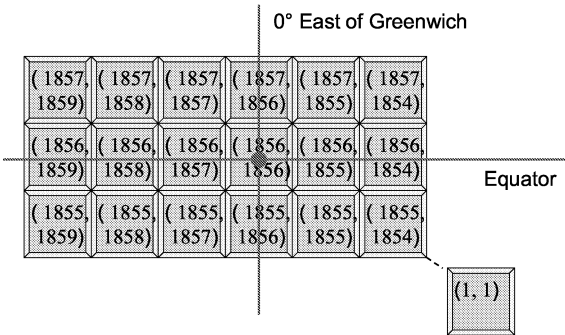 0° East of Greenwich
( 1857, ( 1857, ( 1857, ( 1857, ( 1857, ( 1857,
1859) 1858) 1857) 1856) 1855) 1854)
( 1856, ( 1856, ( 1856, ( 1856, ( 1856, ( 1856,
1859) 1858) 1857) 1856) 1855) 1854)
Equator
( 1855, ( 1855, ( 1855, ( 1855, ( 1855, ( 1855,
1859) 1858) 1857) 1856) 1855) 1854)
(1, 1)